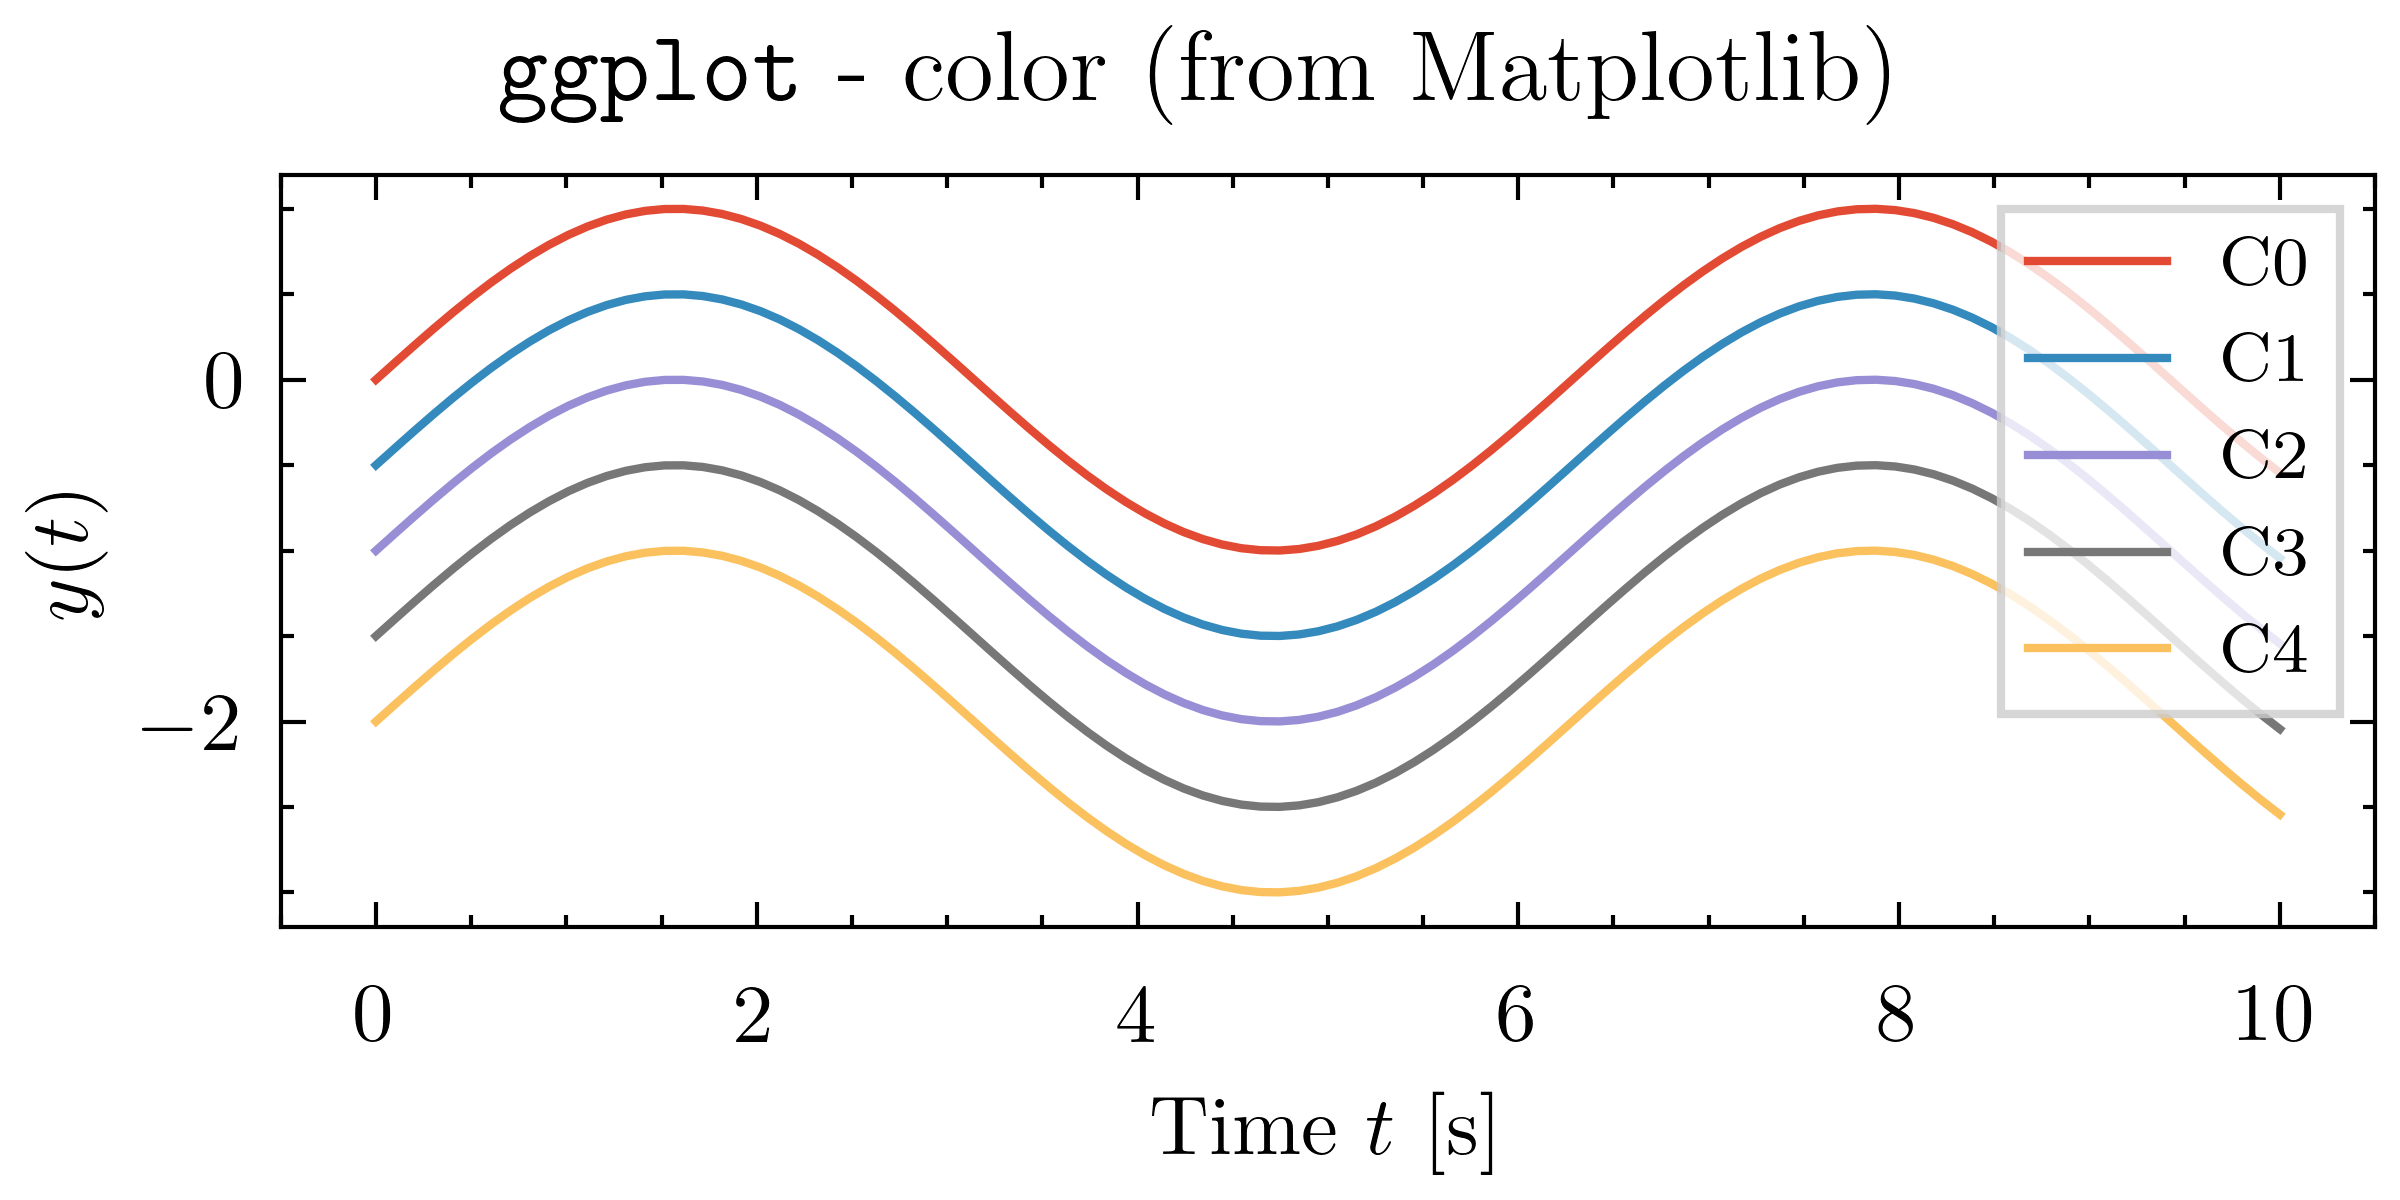 ggplot - color (from Matplotlib)
C0
C1
C2
C3
C4
0
−2
y(t)
0 2 4 6 8 10
Time t [s]